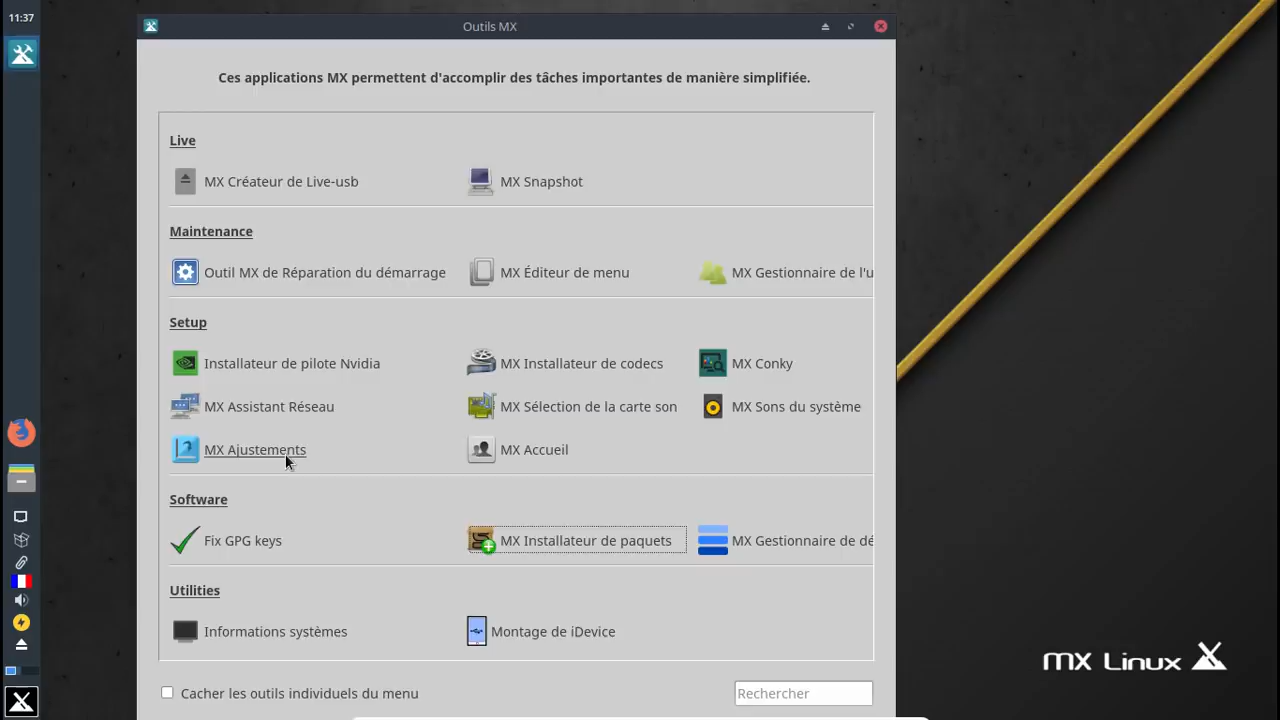 11:37
Outils MX
Ces applications MX permettent d'accomplir des tâches importantes de manière simplifiée.
Live
MX Créateur de Live-usb
MX Snapshot
Maintenance
Outil MX de Réparation du démarrage
MX Éditeur de menu
MX Gestionnaire de l'u
Setup
Installateur de pilote Nvidia
MX Installateur de codecs
MX Conky
MX Assistant Réseau
MX Sélection de la carte son
MX Sons du système
MX Ajustements
MX Accueil
Software
Fix GPG keys
MX Installateur de paquets
MX Gestionnaire de dé
Utilities
Informations systèmes
Montage de iDevice
Cacher les outils individuels du menu
Rechercher
MX Linux